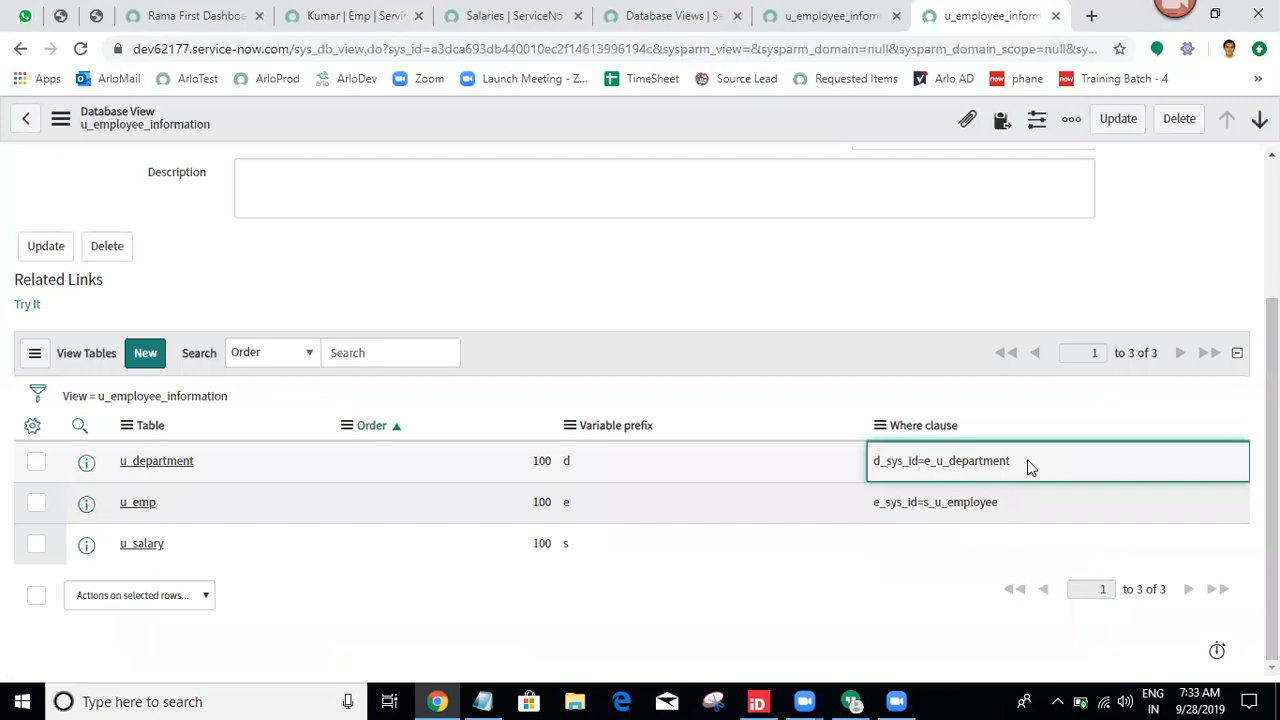 Rama First Dashbo
Kumar | Emp | Servi
Salaries | ServiceNo
Database Views | S
u_employee_inform
u_employee_inform
dev62177.service-now.com/sys_db_view.do?sys_id=a3dca693db440010ec2f14613996194c&sysparm_view=&sysparm_domain=null&sysparm_domain_scope=null&sy...
Apps
ArloMail
ArloTest
ArloProd
ArloDev
Zoom
Launch Meeting - Z...
TimeSheet
Source Lead
Requested Items
Arlo AD
now phane
now Training Batch - 4
Database View
u_employee_information
Update
Delete
Description
Update
Delete
Related Links
Try It
View Tables
New
Search
Order
Search
1 to 3 of 3
View = u_employee_information
Table
Order
Variable prefix
Where clause
u_department
100
d
d_sys_id=e_u_department
u_emp
100
e
e_sys_id=s_u_employee
u_salary
100
s
Actions on selected rows...
1 to 3 of 3
Type here to search
ENG
IN
7:33 AM
9/28/2019